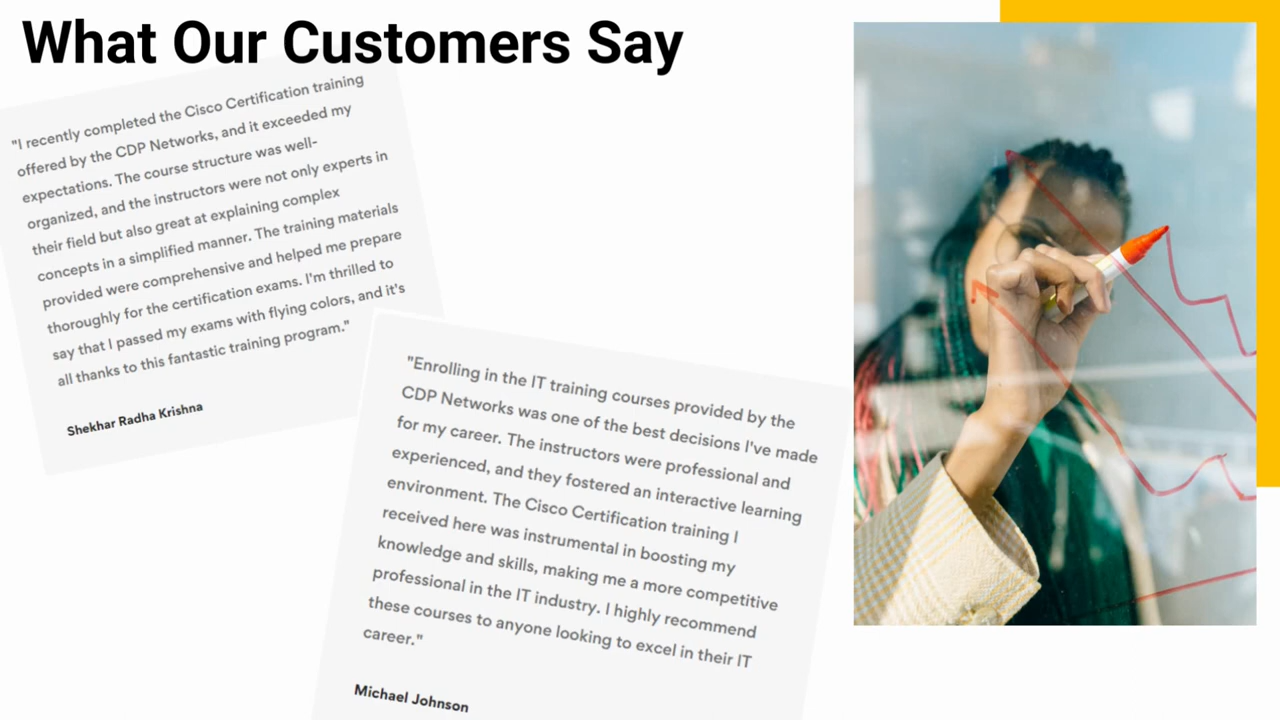 What Our Customers Say
"I recently completed the Cisco Certification training
offered by the CDP Networks, and it exceeded my
expectations. The course structure was well-
organized, and the instructors were not only experts in
their field but also great at explaining complex
concepts in a simplified manner. The training materials
provided were comprehensive and helped me prepare
thoroughly for the certification exams. I'm thrilled to
say that I passed my exams with flying colors, and it's
all thanks to this fantastic training program."
Shekhar Radha Krishna
"Enrolling in the IT training courses provided by the
CDP Networks was one of the best decisions I've made
for my career. The instructors were professional and
experienced, and they fostered an interactive learning
environment. The Cisco Certification training I
received here was instrumental in boosting my
knowledge and skills, making me a more competitive
professional in the IT industry. I highly recommend
these courses to anyone looking to excel in their IT
career."
Michael Johnson